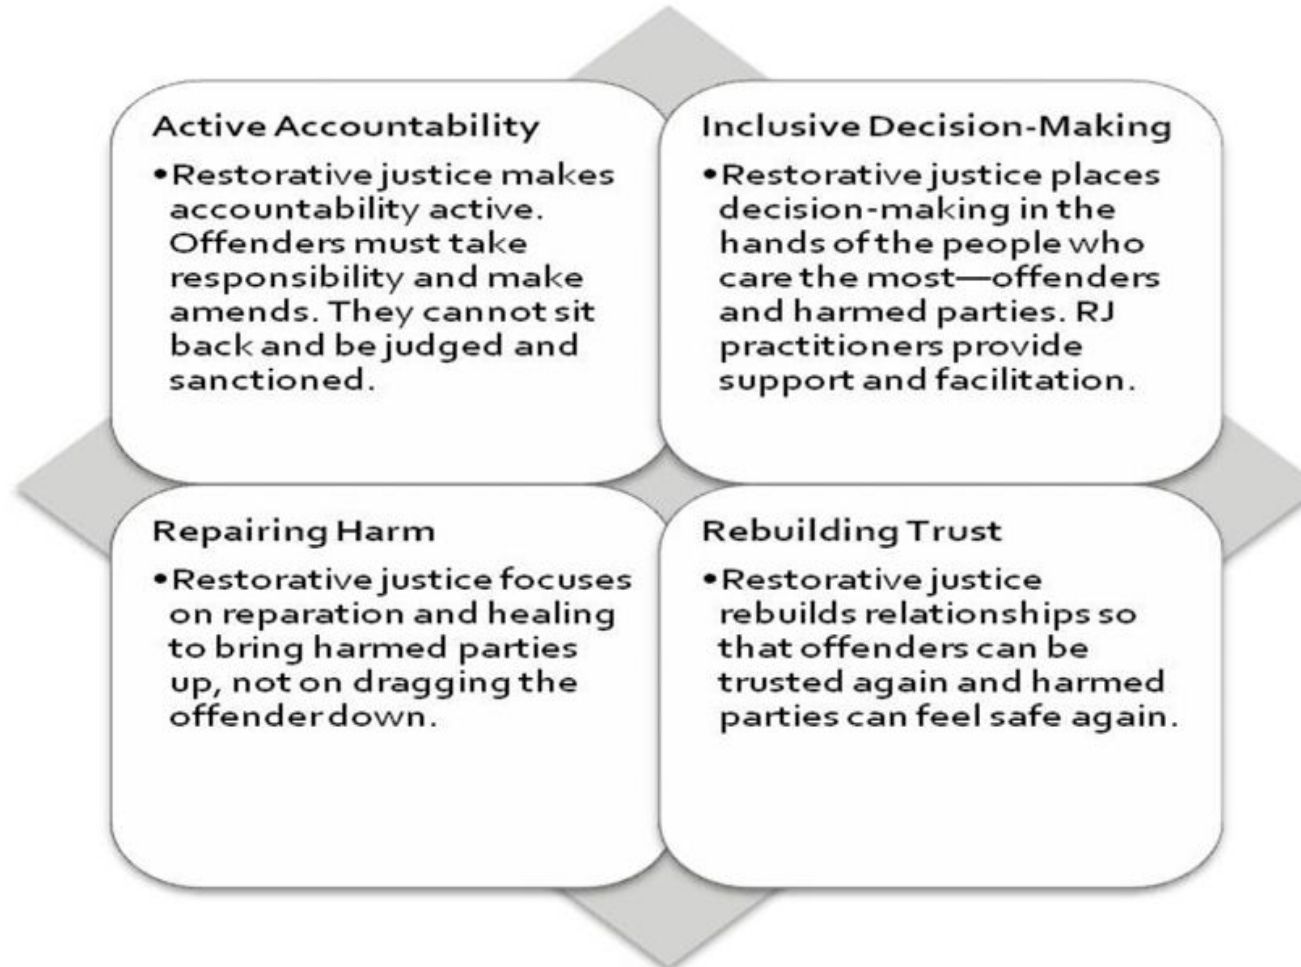 Active Accountability
•Restorative justice makes
accountability active.
Offenders must take
responsibility and make
amends. They cannot sit
back and be judged and
sanctioned.
Inclusive Decision-Making
•Restorative justice places
decision-making in the
hands of the people who
care the most—offenders
and harmed parties. RJ
practitioners provide
support and facilitation.
Repairing Harm
•Restorative justice focuses
on reparation and healing
to bring harmed parties
up, not on dragging the
offender down.
Rebuilding Trust
•Restorative justice
rebuilds relationships so
that offenders can be
trusted again and harmed
parties can feel safe again.